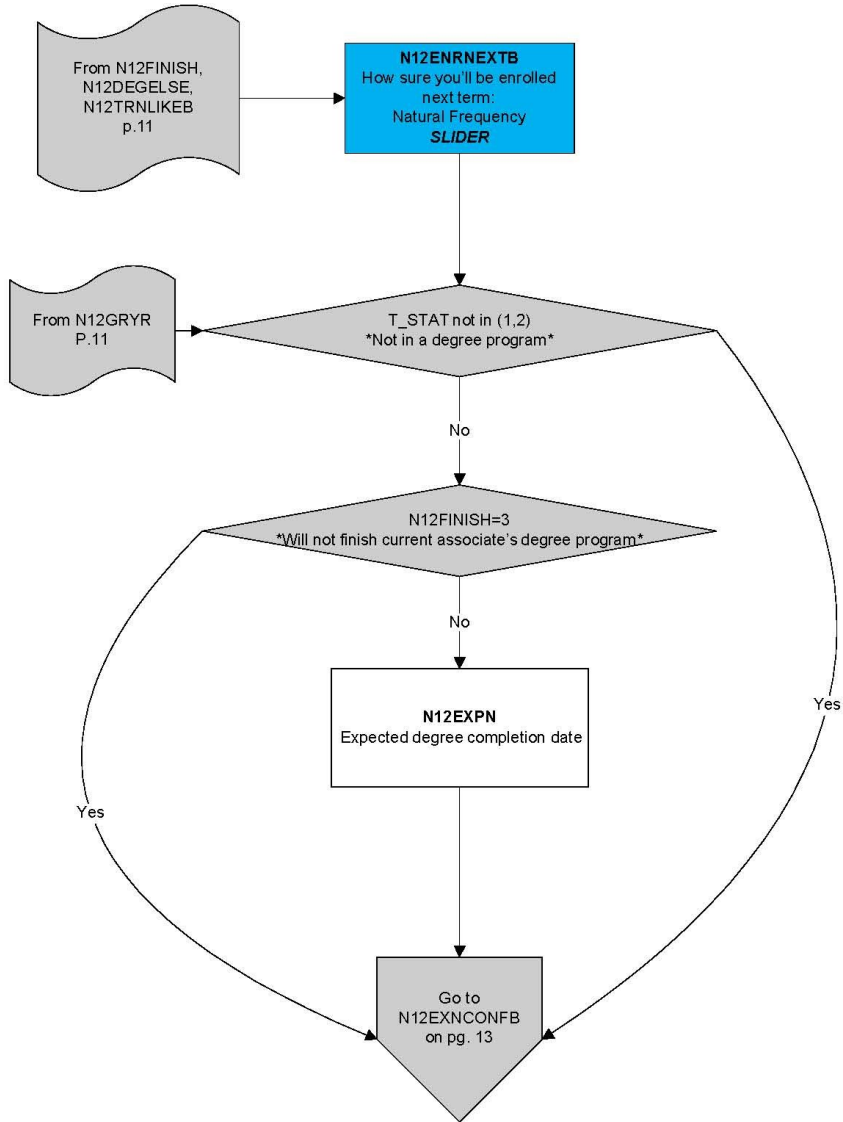 From N12FINISH,
N12DEGELSE,
N12TRNLIKEB
p.11
N12ENRNEXTB
How sure you'll be enrolled
next term:
Natural Frequency
SLIDER
From N12GRYR
P.11
T_STAT not in (1,2)
*Not in a degree program*
No
N12FINISH=3
*Will not finish current associate's degree program*
No
N12EXPN
Expected degree completion date
Yes
Yes
Go to
N12EXNCONFB
on pg. 13